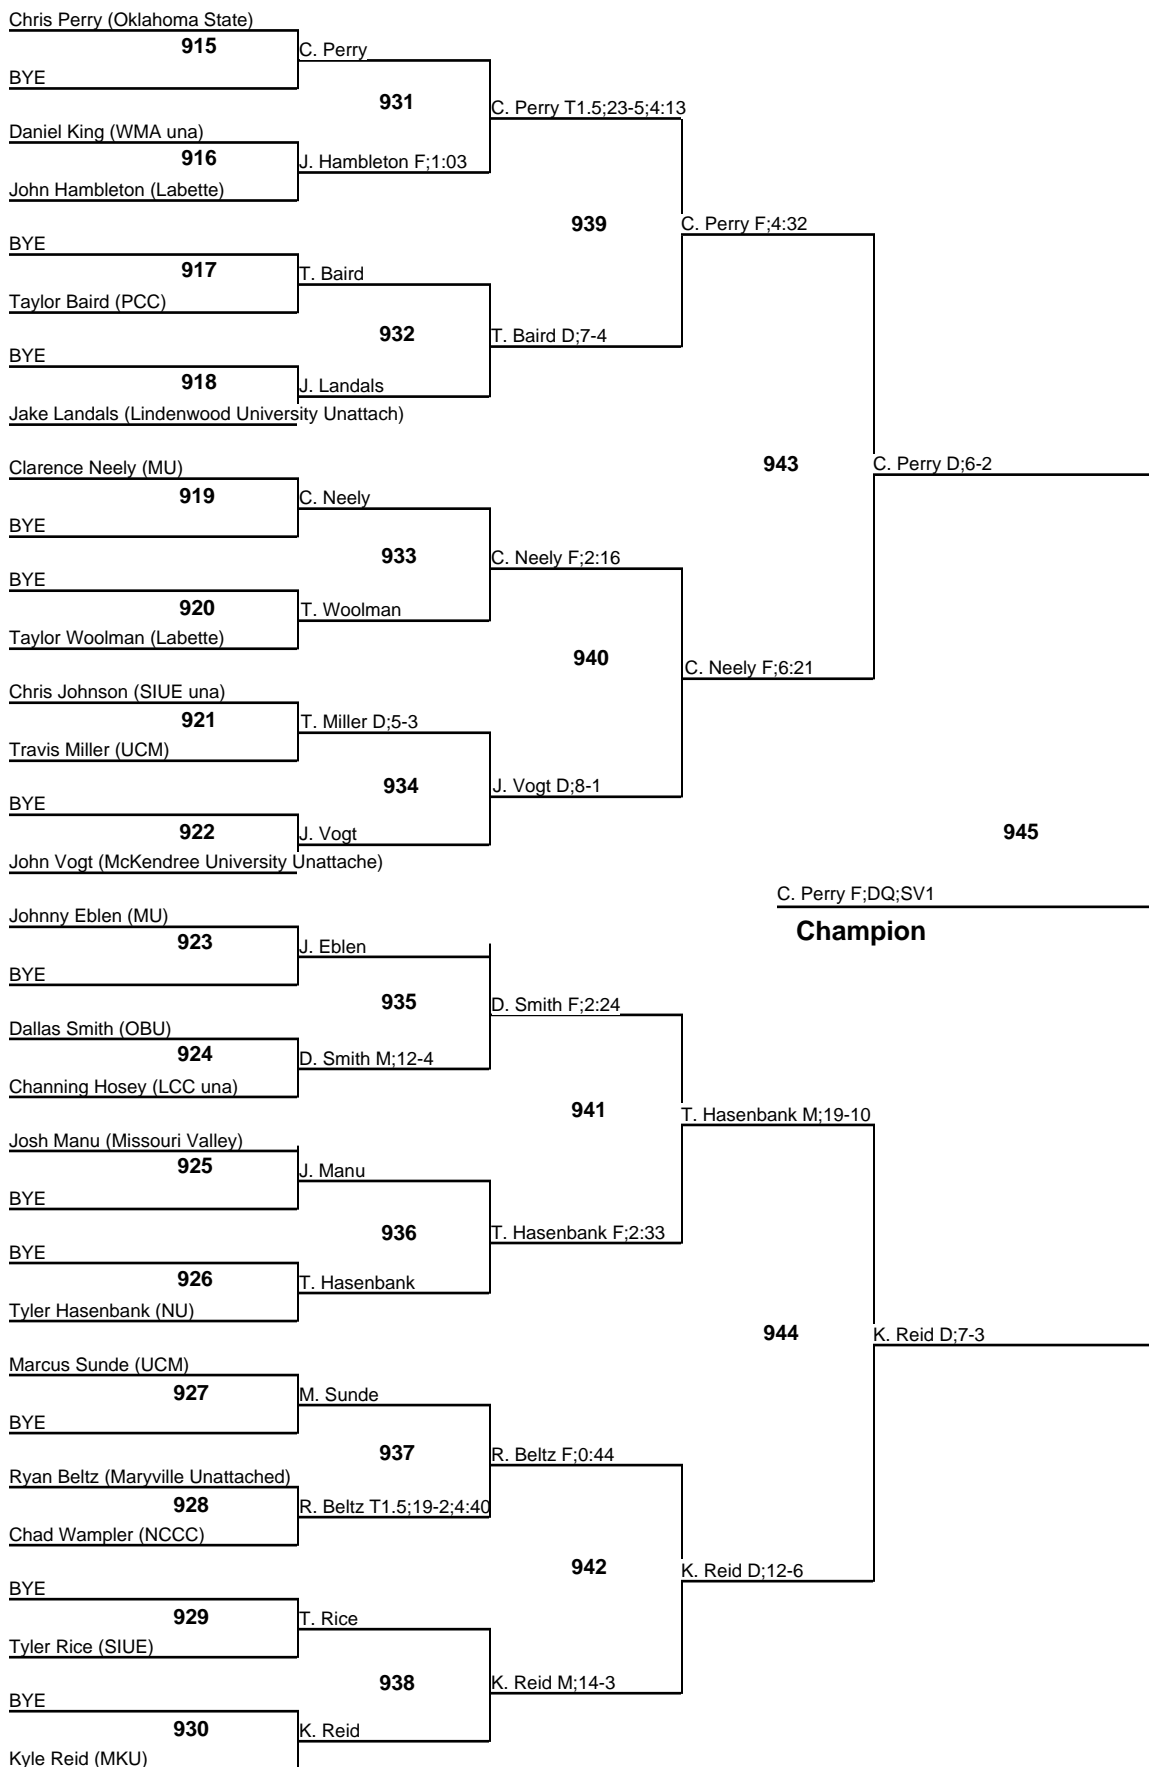 Chris Perry (Oklahoma State)
915
C. Perry
BYE
931
C. Perry T1.5;23-5;4:13
Daniel King (WMA una)
916
J. Hambleton F;1:03
John Hambleton (Labette)
939
C. Perry F;4:32
BYE
917
T. Baird
Taylor Baird (PCC)
932
T. Baird D;7-4
BYE
918
J. Landals
Jake Landals (Lindenwood University Unattach)
943
C. Perry D;6-2
Clarence Neely (MU)
919
C. Neely
BYE
933
C. Neely F;2:16
BYE
920
T. Woolman
Taylor Woolman (Labette)
940
C. Neely F;6:21
Chris Johnson (SIUE una)
921
T. Miller D;5-3
Travis Miller (UCM)
934
J. Vogt D;8-1
BYE
922
J. Vogt
945
John Vogt (McKendree University Unattache)
C. Perry F;DQ;SV1
Champion
Johnny Eblen (MU)
923
J. Eblen
BYE
935
D. Smith F;2:24
Dallas Smith (OBU)
924
D. Smith M;12-4
Channing Hosey (LCC una)
941
T. Hasenbank M;19-10
Josh Manu (Missouri Valley)
925
J. Manu
BYE
936
T. Hasenbank F;2:33
BYE
926
T. Hasenbank
Tyler Hasenbank (NU)
944
K. Reid D;7-3
Marcus Sunde (UCM)
927
M. Sunde
BYE
937
R. Beltz F;0:44
Ryan Beltz (Maryville Unattached)
928
R. Beltz T1.5;19-2;4:40
Chad Wampler (NCCC)
942
K. Reid D;12-6
BYE
929
T. Rice
Tyler Rice (SIUE)
938
K. Reid M;14-3
BYE
930
K. Reid
Kyle Reid (MKU)